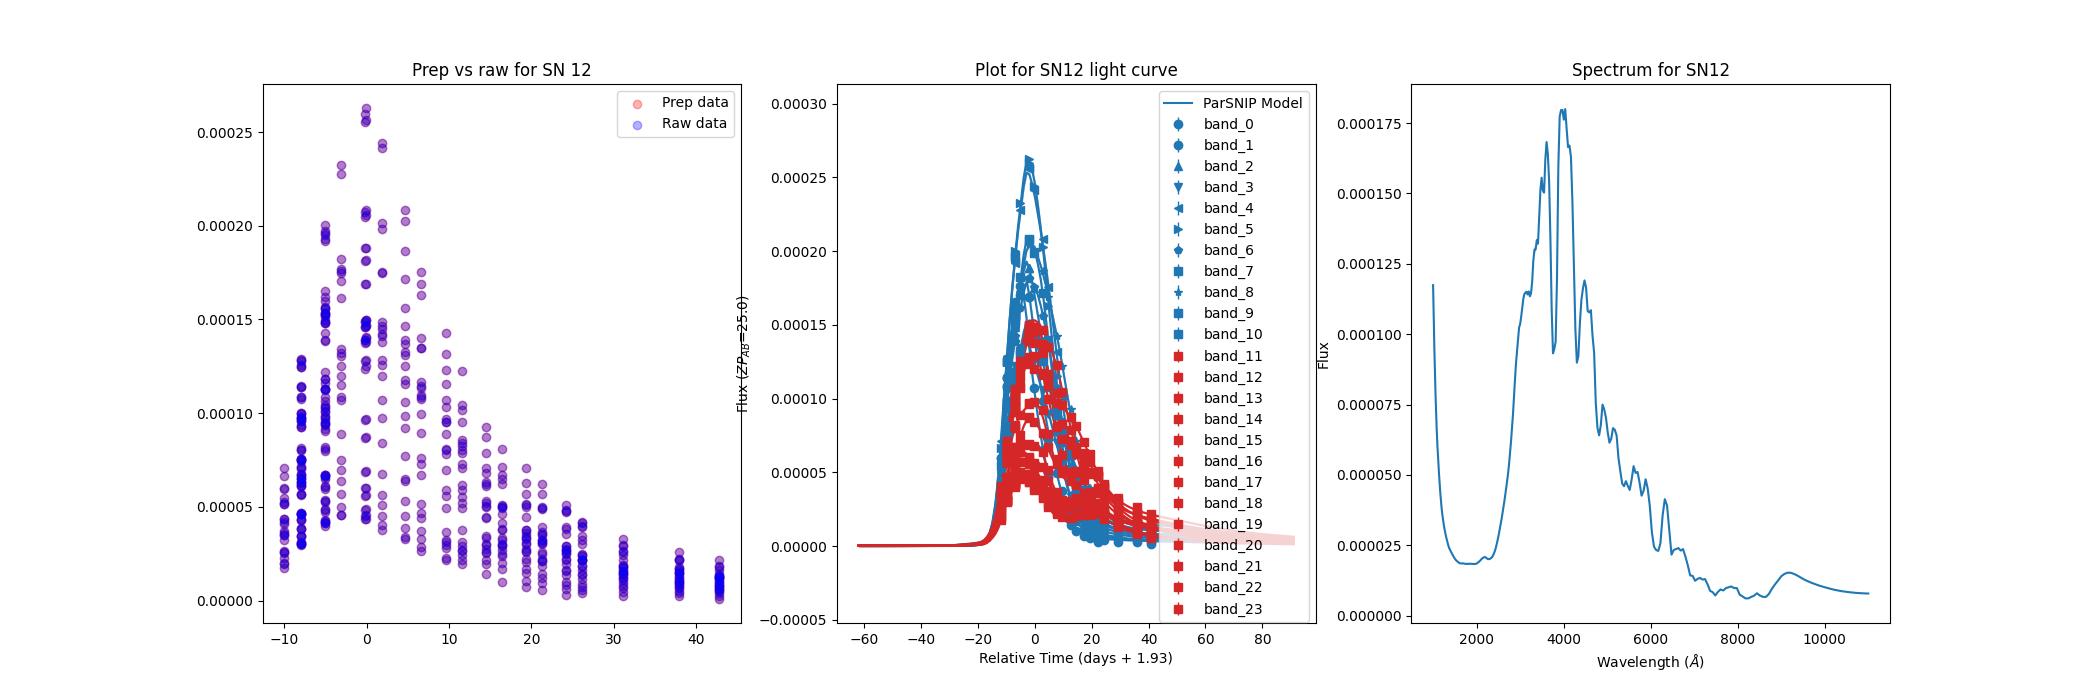 Prep vs raw for SN 12
Prep data
Raw data
0.00025
0.00020
0.00015
0.00010
0.00005
0.00000
−10
0
10
20
30
40
Plot for SN12 light curve
Flux (ZP_AB=25.0)
0.00030
0.00025
0.00020
0.00015
0.00010
0.00005
0.00000
−0.00005
ParSNIP Model
band_0
band_1
band_2
band_3
band_4
band_5
band_6
band_7
band_8
band_9
band_10
band_11
band_12
band_13
band_14
band_15
band_16
band_17
band_18
band_19
band_20
band_21
band_22
band_23
−60
−40
−20
0
20
40
60
80
Relative Time (days + 1.93)
Spectrum for SN12
Flux
0.000175
0.000150
0.000125
0.000100
0.000075
0.000050
0.000025
0.000000
2000
4000
6000
8000
10000
Wavelength (Å)